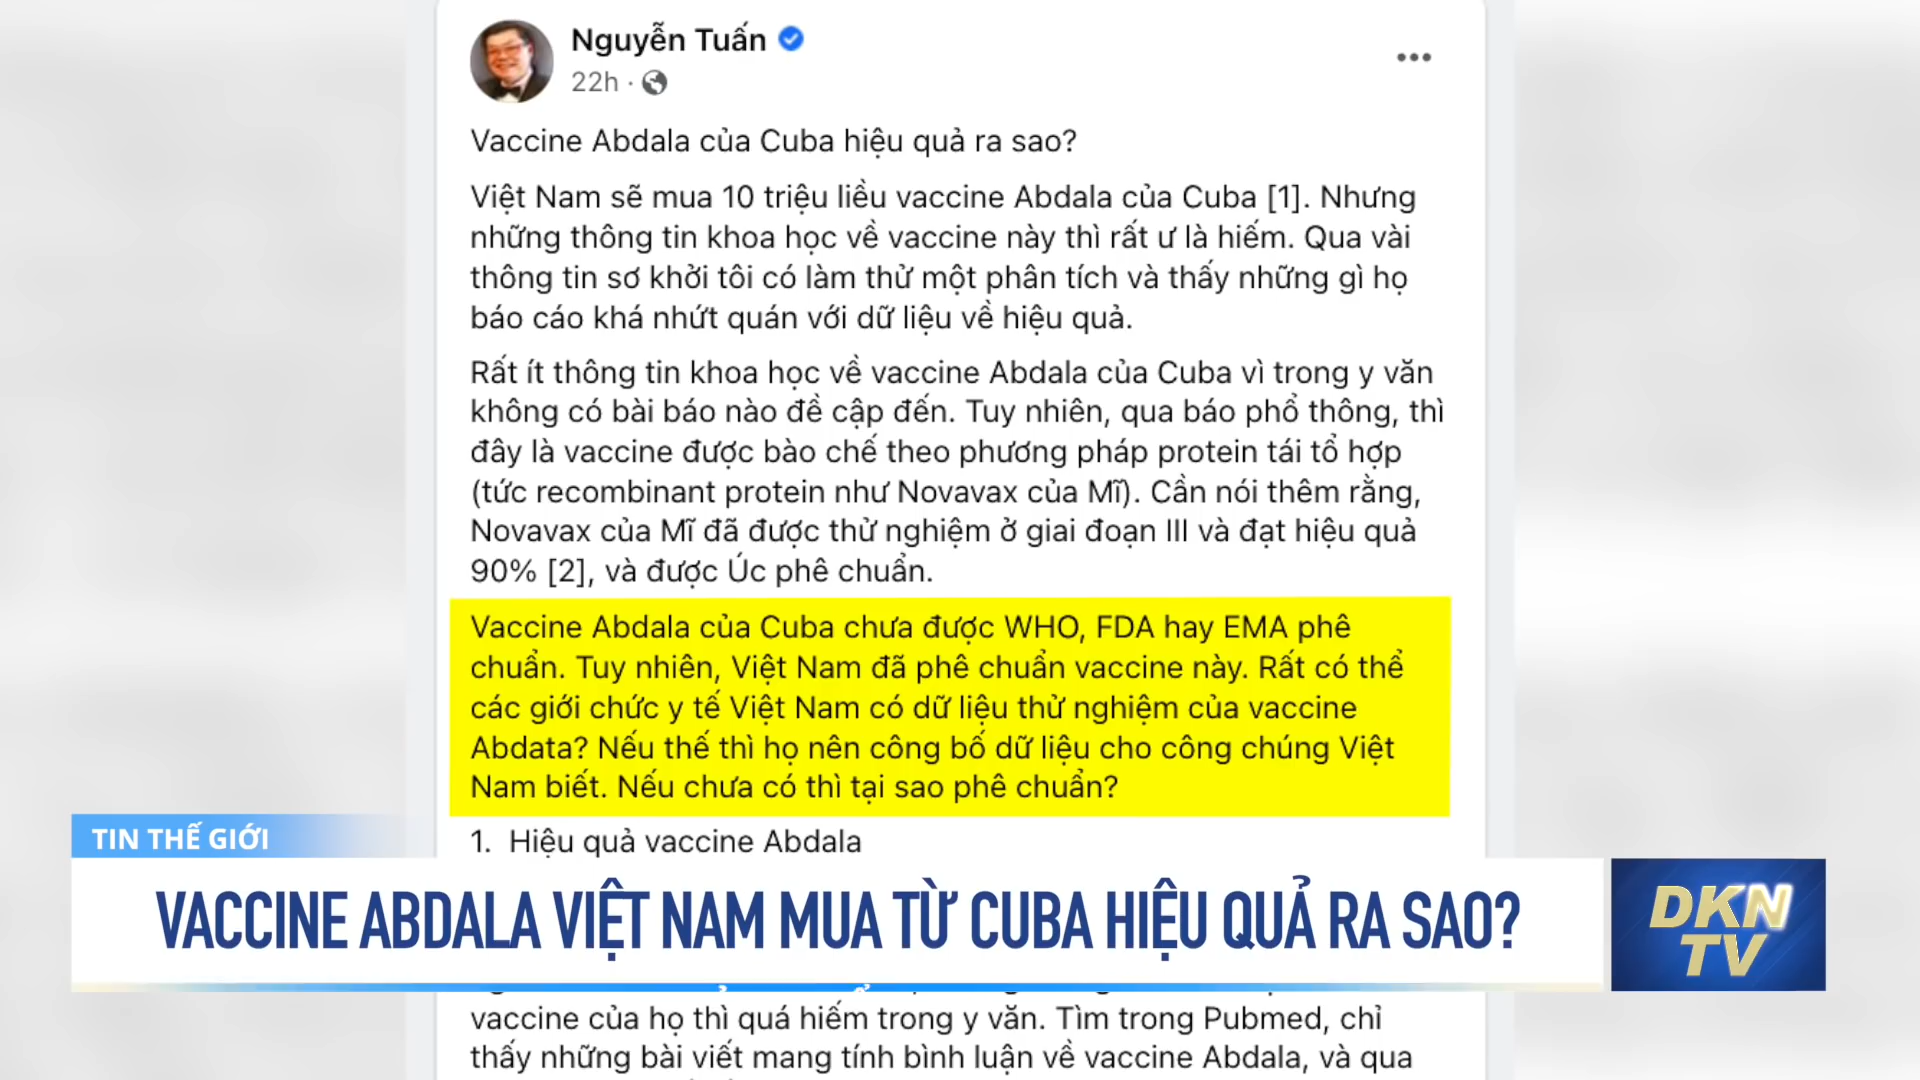 Nguyễn Tuấn
22h ·
Vaccine Abdala của Cuba hiệu quả ra sao?
Việt Nam sẽ mua 10 triệu liều vaccine Abdala của Cuba [1]. Nhưng
những thông tin khoa học về vaccine này thì rất ư là hiếm. Qua vài
thông tin sơ khởi tôi có làm thử một phân tích và thấy những gì họ
báo cáo khá nhứt quán với dữ liệu về hiệu quả.
Rất ít thông tin khoa học về vaccine Abdala của Cuba vì trong y văn
không có bài báo nào đề cập đến. Tuy nhiên, qua báo phổ thông, thì
đây là vaccine được bào chế theo phương pháp protein tái tổ hợp
(tức recombinant protein như Novavax của Mĩ). Cần nói thêm rằng,
Novavax của Mĩ đã được thử nghiệm ở giai đoạn III và đạt hiệu quả
90% [2], và được Úc phê chuẩn.
Vaccine Abdala của Cuba chưa được WHO, FDA hay EMA phê
chuẩn. Tuy nhiên, Việt Nam đã phê chuẩn vaccine này. Rất có thể
các giới chức y tế Việt Nam có dữ liệu thử nghiệm của vaccine
Abdata? Nếu thế thì họ nên công bố dữ liệu cho công chúng Việt
Nam biết. Nếu chưa có thì tại sao phê chuẩn?
1. Hiệu quả vaccine Abdala
TIN THẾ GIỚI
VACCINE ABDALA VIỆT NAM MUA TỪ CUBA HIỆU QUẢ RA SAO?
DKN
TV
vaccine của họ thì quá hiếm trong y văn. Tìm trong Pubmed, chỉ
thấy những bài viết mang tính bình luận về vaccine Abdala, và qua